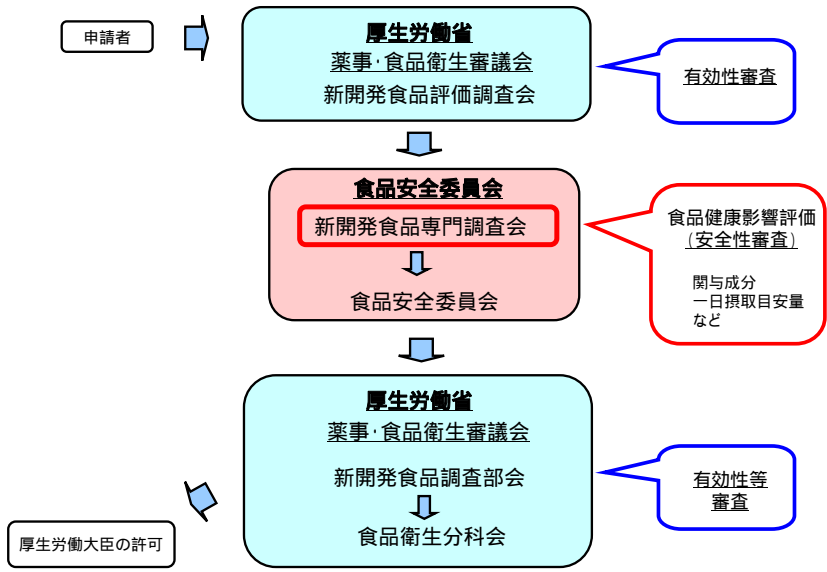 申請者
厚生労働省
薬事・食品衛生審議会
新開発食品評価調査会
有効性審査
食品安全委員会
新開発食品専門調査会
食品安全委員会
食品健康影響評価
(安全性審査)
関与成分
一日摂取目安量
など
厚生労働省
薬事・食品衛生審議会
新開発食品調査部会
食品衛生分科会
有効性等
審査
厚生労働大臣の許可